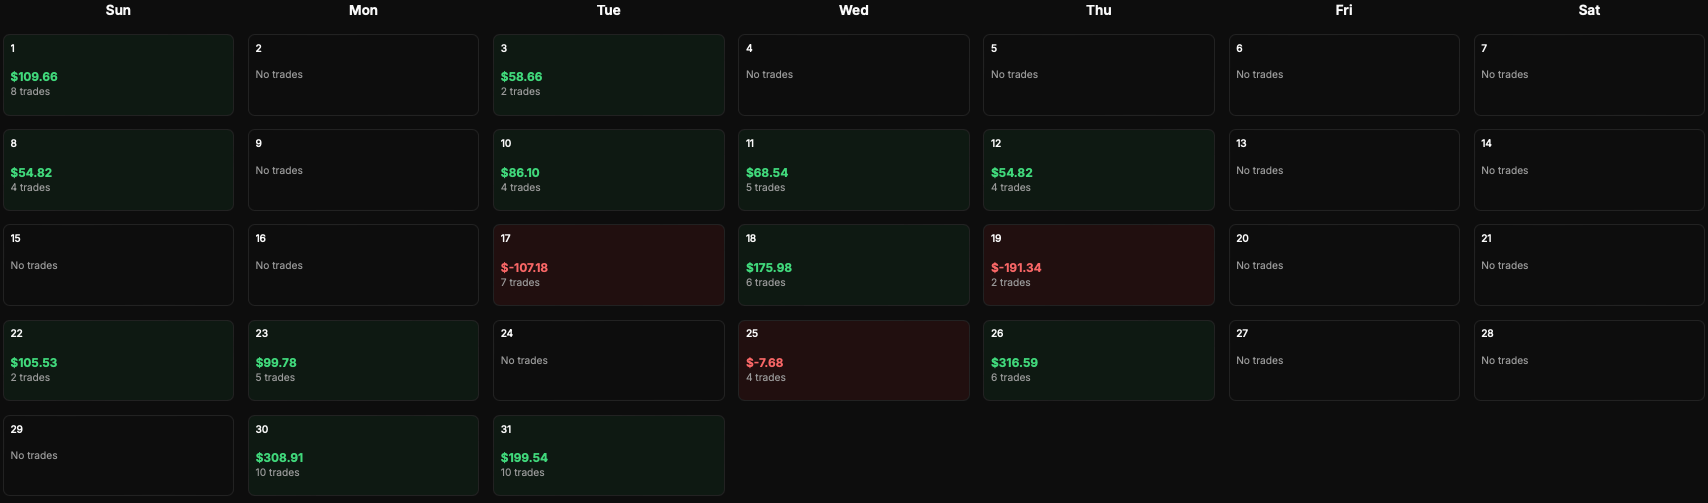 Sun Mon Tue Wed Thu Fri Sat
1
$109.66
8 trades
2
No trades
3
$58.66
2 trades
4
No trades
5
No trades
6
No trades
7
No trades
8
$54.82
4 trades
9
No trades
10
$86.10
4 trades
11
$68.54
5 trades
12
$54.82
4 trades
13
No trades
14
No trades
15
No trades
16
No trades
17
$-107.18
7 trades
18
$175.98
6 trades
19
$-191.34
2 trades
20
No trades
21
No trades
22
$105.53
2 trades
23
$99.78
5 trades
24
No trades
25
$-7.68
4 trades
26
$316.59
6 trades
27
No trades
28
No trades
29
No trades
30
$308.91
10 trades
31
$199.54
10 trades